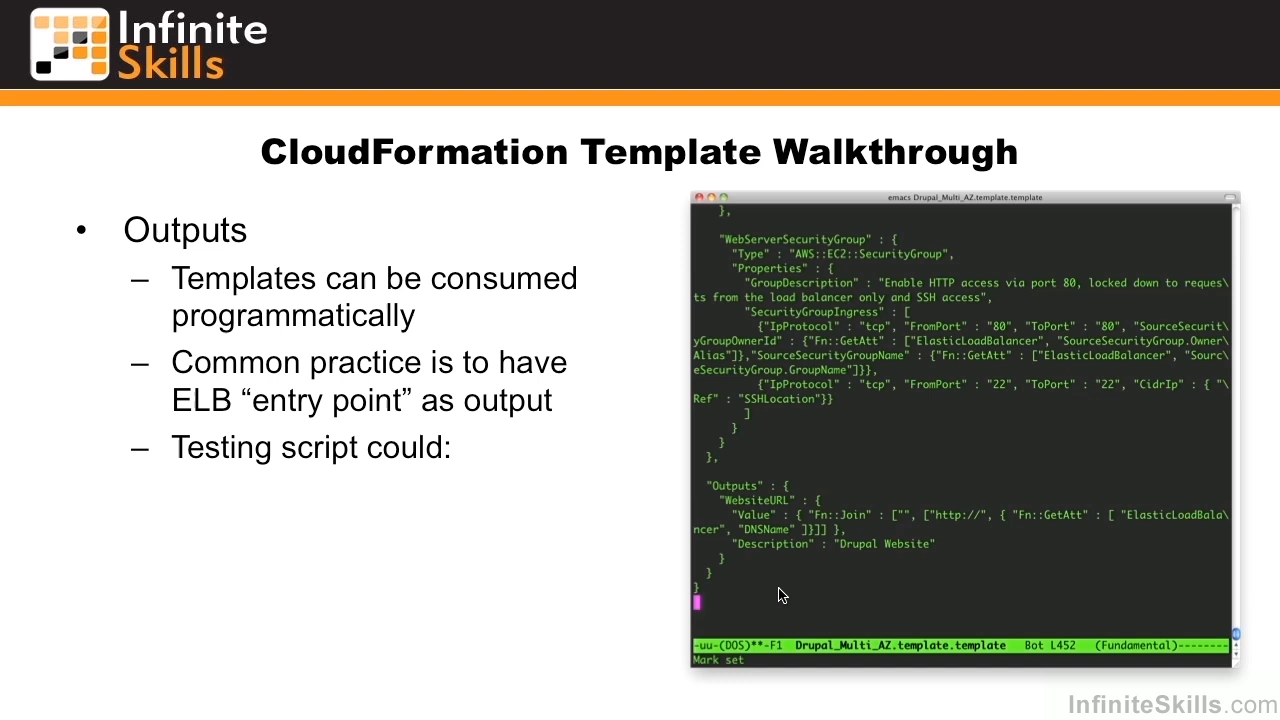 Infinite
Skills
CloudFormation Template Walkthrough
• Outputs
– Templates can be consumed
programmatically
– Common practice is to have
ELB “entry point” as output
– Testing script could:
emacs Drupal_Multi_AZ.template.template
},
"WebServerSecurityGroup" : {
"Type" : "AWS::EC2::SecurityGroup",
"Properties" : {
"GroupDescription" : "Enable HTTP access via port 80, locked down to reques\
ts from the load balancer only and SSH access",
"SecurityGroupIngress" : [
{"IpProtocol" : "tcp", "FromPort" : "80", "ToPort" : "80", "SourceSecurit\
yGroupOwnerId" : {"Fn::GetAtt" : ["ElasticLoadBalancer", "SourceSecurityGroup.Owner\
Alias"]},"SourceSecurityGroupName" : {"Fn::GetAtt" : ["ElasticLoadBalancer", "Sourc\
eSecurityGroup.GroupName"]}},
{"IpProtocol" : "tcp", "FromPort" : "22", "ToPort" : "22", "CidrIp" : { "\
Ref" : "SSHLocation"}}
]
}
}
},
"Outputs" : {
"WebsiteURL" : {
"Value" : { "Fn::Join" : ["", ["http://", { "Fn::GetAtt" : [ "ElasticLoadBala\
ncer", "DNSName" ]}]] },
"Description" : "Drupal Website"
}
}
}
-uu-(DOS)**-F1 Drupal_Multi_AZ.template.template Bot L452 (Fundamental)--------
Mark set
InfiniteSkills.com